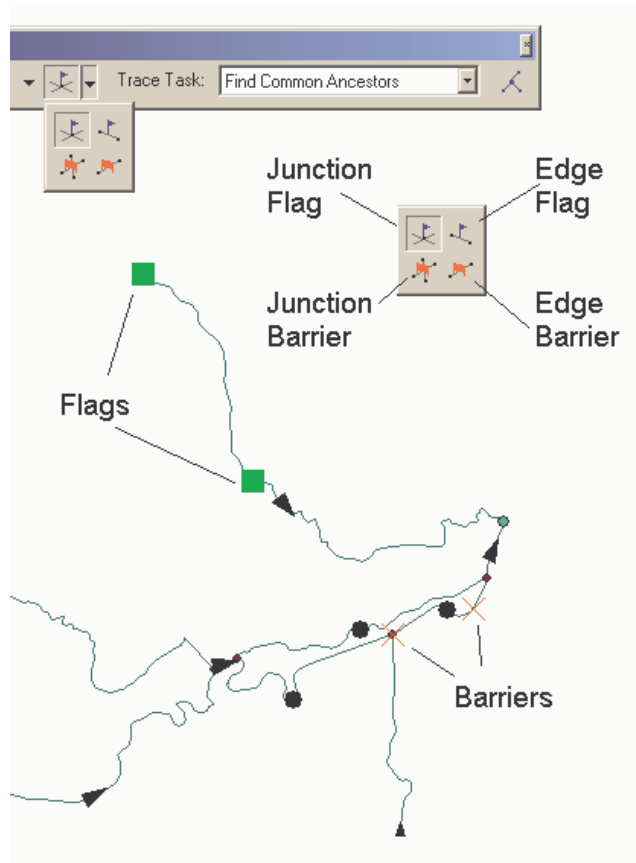 Trace Task:
Find Common Ancestors
Junction
Flag
Edge
Flag
Junction
Barrier
Edge
Barrier
Flags
Barriers